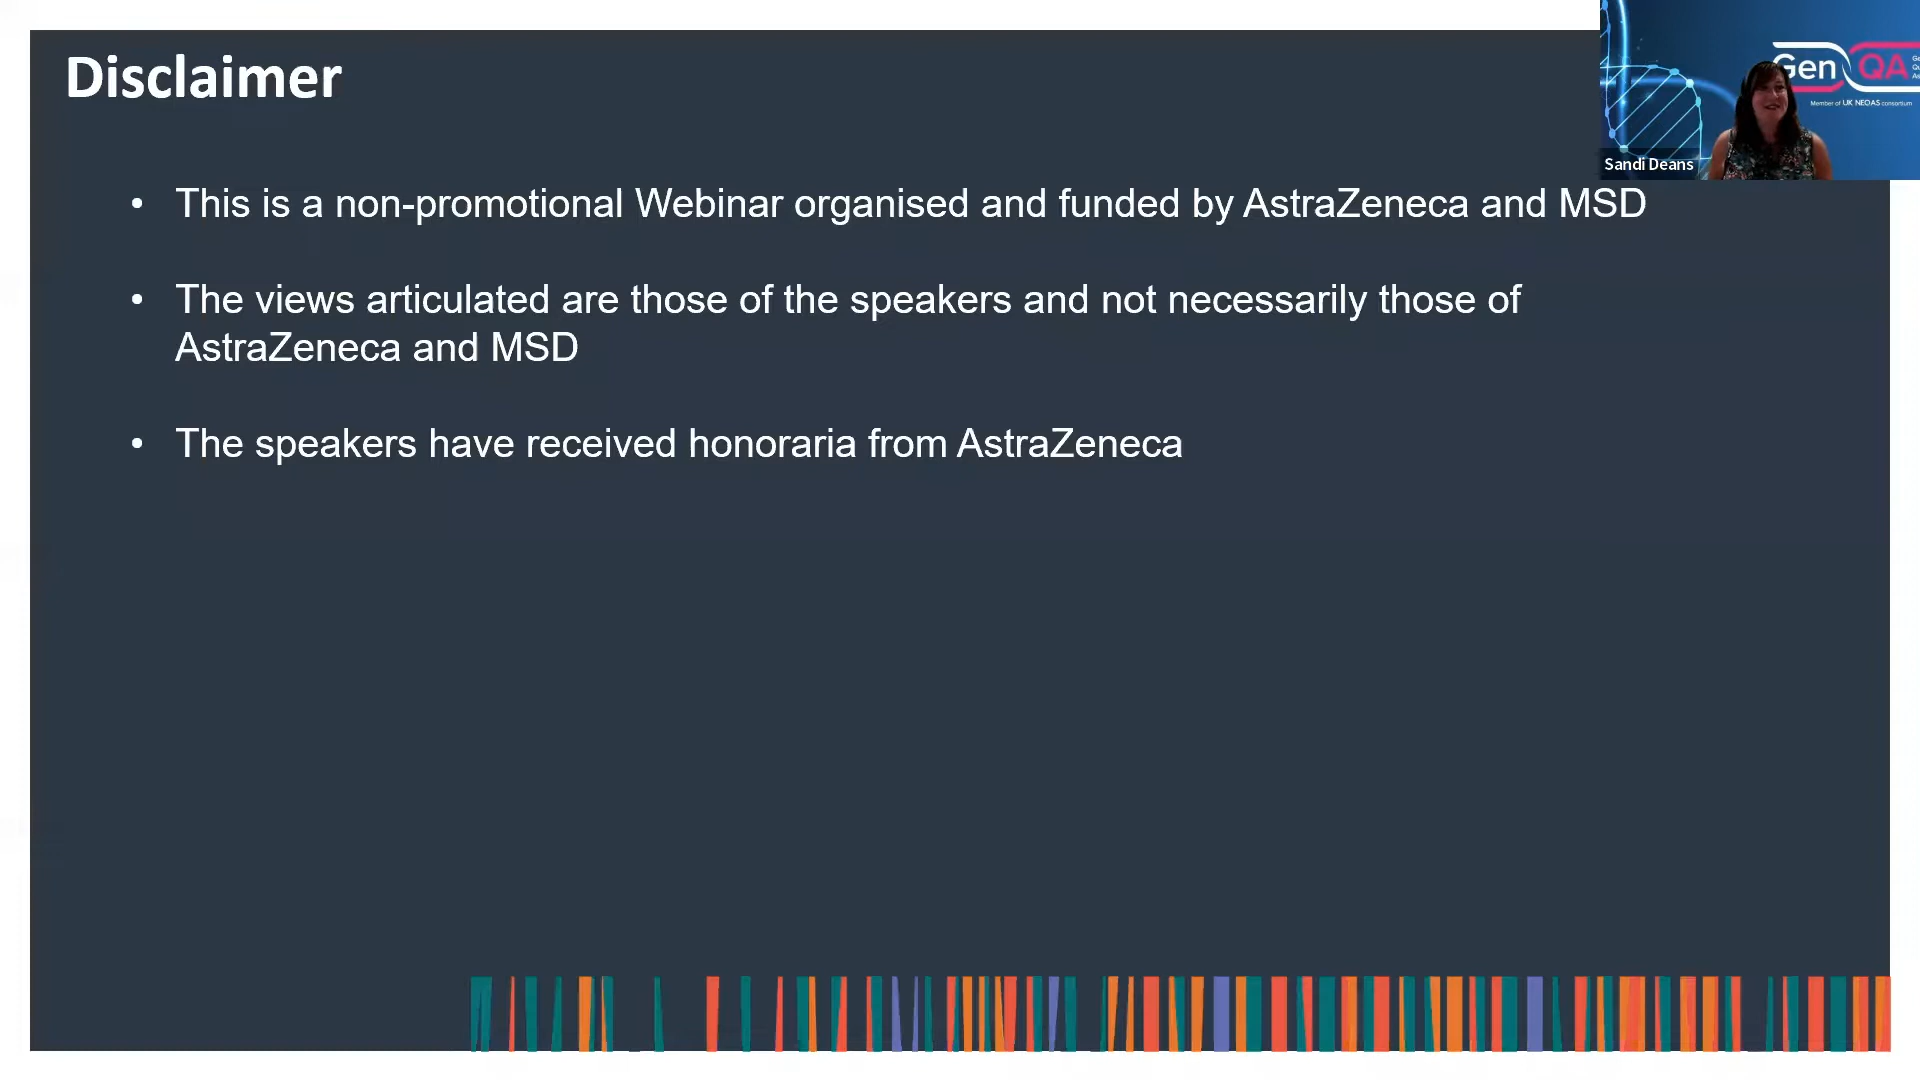 Disclaimer
• This is a non-promotional Webinar organised and funded by AstraZeneca and MSD
• The views articulated are those of the speakers and not necessarily those of
AstraZeneca and MSD
• The speakers have received honoraria from AstraZeneca
Gen QA
Member of UK NEQAS consortium
Sandi Deans